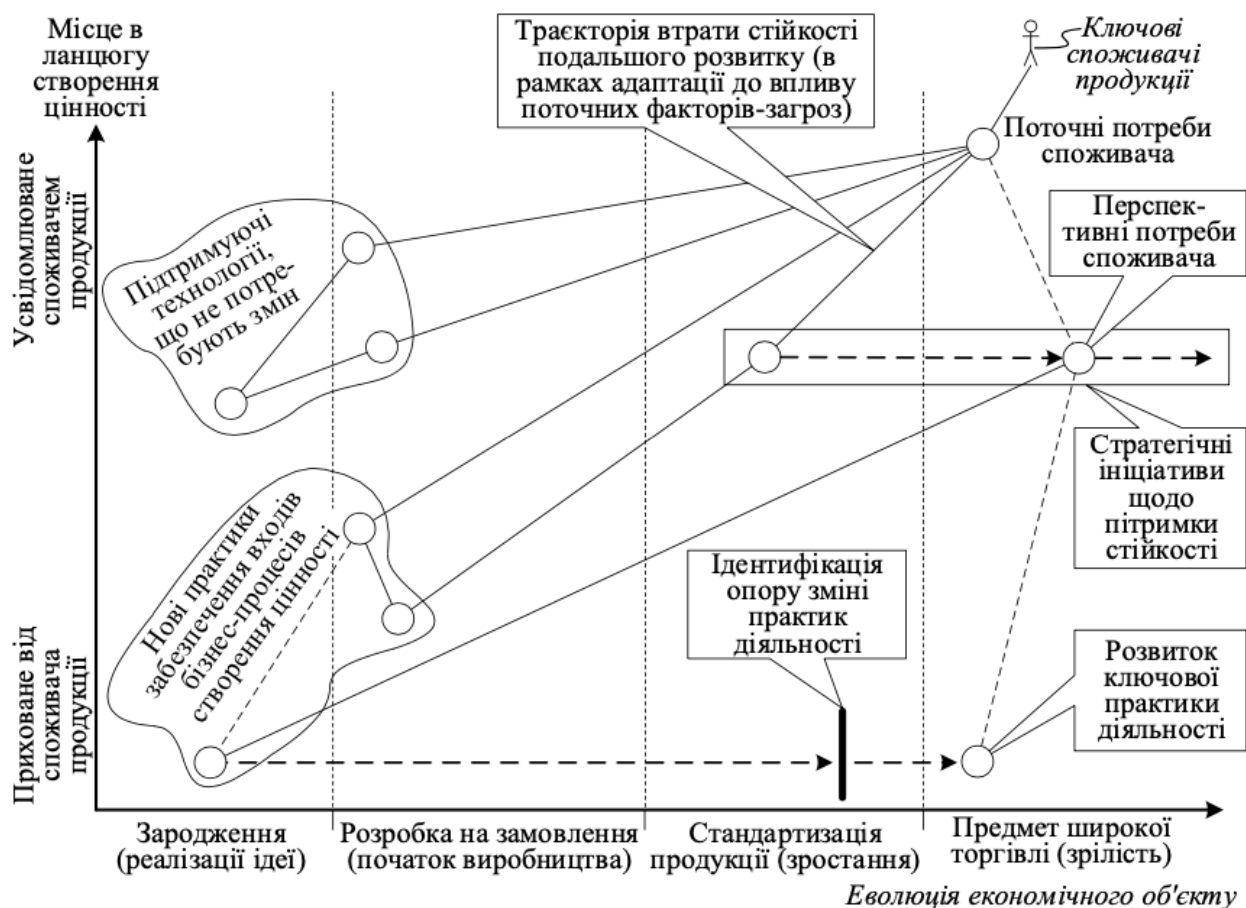 Місце в
ланцюгу
створення
цінності
Траєкторія втрати стійкості
подальшого розвитку (в
рамках адаптації до впливу
поточних факторів-загроз)
Ключові
споживачі
продукції
Поточні потреби
споживача
Усвідомлюване
споживачем
продукції
Підтримуючі
технології,
що не потре-
бують змін
Перспек-
тивні потреби
споживача
Стратегічні
ініціативи
щодо
пітримки
стійкості
Приховане від
споживача
продукції
Нові практики
забезпечення входів
бізнес-процесів
створення цінності
Ідентифікація
опору зміні
практик
діяльності
Розвиток
ключової
практики
діяльності
Зародження
(реалізації ідеї)
Розробка на замовлення
(початок виробництва)
Стандартизація
продукції (зростання)
Предмет широкої
торгівлі (зрілість)
Еволюція економічного об'єкту